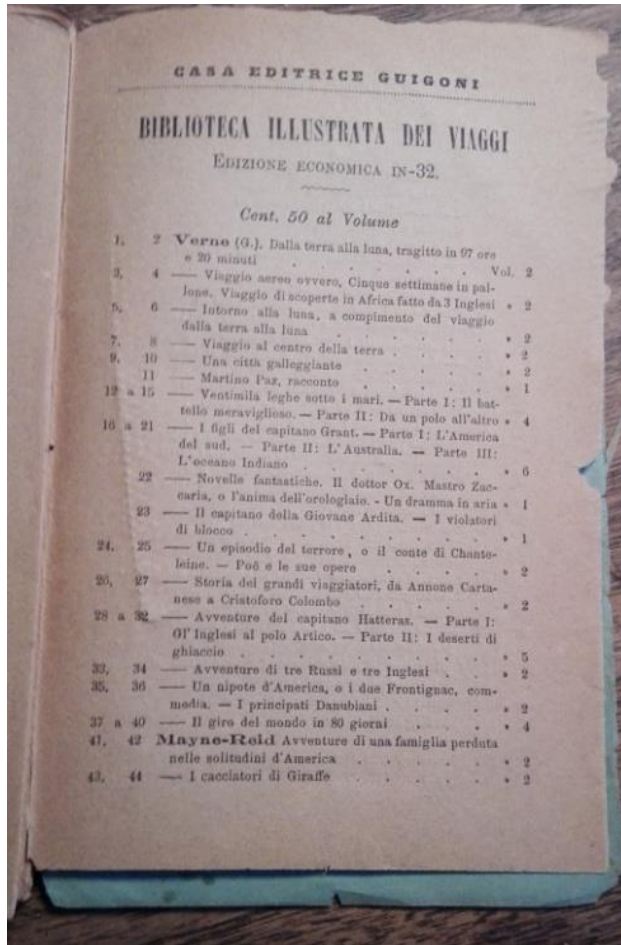 CASA EDITRICE GUIGONI
BIBLIOTECA ILLUSTRATA DEI VIAGGI
EDIZIONE ECONOMICA IN-32.
Cent. 50 al Volume
1, 2 Verne (G.). Dalla terra alla luna, tragitto in 97 ore
e 20 minuti . . . . . . . Vol. 2
3, 4 — Viaggio aereo ovvero, Cinque settimane in pal-
lone. Viaggio di scoperte in Africa fatto da 3 Inglesi » 2
5, 6 — Intorno alla luna, a compimento del viaggio
dalla terra alla luna . . . . . » 2
7, 8 — Viaggio al centro della terra . . . . » 2
9, 10 — Una città galleggiante . . . . . » 2
11 — Martino Paz, racconto . . . . . » 1
12 a 15 — Ventimila leghe sotto i mari. — Parte I: Il bat-
tello meraviglioso. — Parte II: Da un polo all'altro » 4
16 a 21 — I figli del capitano Grant. — Parte I: L'America
del sud. — Parte II: L'Australia. — Parte III:
L'oceano Indiano . . . . . . . » 6
22 — Novelle fantastiche. Il dottor Ox. Mastro Zac-
caria, o l'anima dell'orologiaio. - Un dramma in aria » 1
23 — Il capitano della Giovane Ardita. — I violatori
di blocco . . . . . . . . » 1
24, 25 — Un episodio del terrore, o il conte di Chante-
leine. — Poë e le sue opere . . . . » 2
26, 27 — Storia dei grandi viaggiatori, da Annone Carta-
nese a Cristoforo Colombo . . . . . » 2
28 a 32 — Avventure del capitano Hatteras. — Parte I:
Gl'Inglesi al polo Artico. — Parte II: I deserti di
ghiaccio . . . . . . . . » 5
33, 34 — Avventure di tre Russi e tre Inglesi . . » 2
35, 36 — Un nipote d'America, o i due Frontignac, com-
media. — I principati Danubiani . . . . » 2
37 a 40 — Il giro del mondo in 80 giorni . . . » 4
41, 42 Mayne-Reid Avventure di una famiglia perduta
nelle solitudini d'America . . . . . » 2
43, 44 — I cacciatori di Giraffe . . . . . » 2